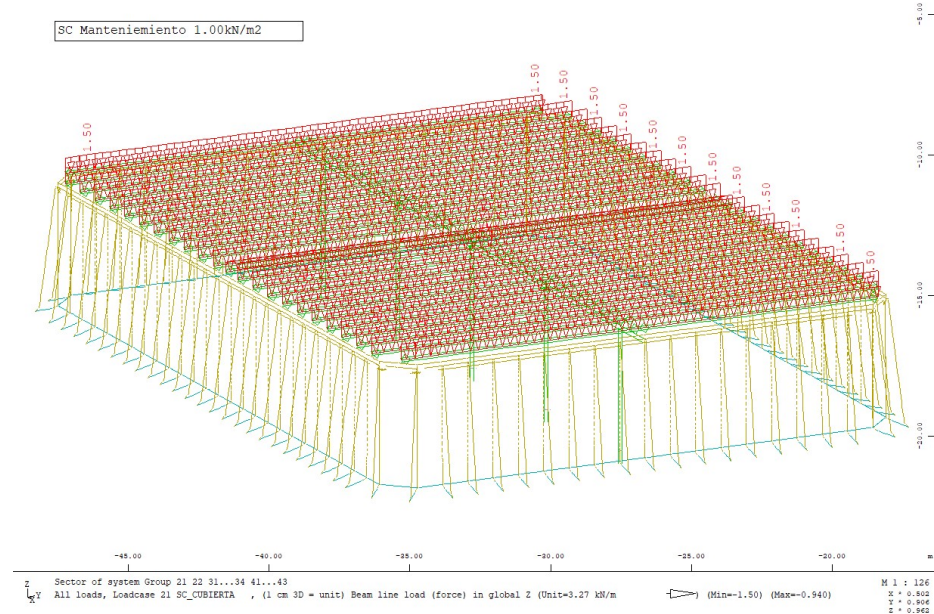 SC Manteniemiento 1.00kN/m2
-5.00
1.50
1.50
1.50
1.50
1.50
1.50
1.50
1.50
1.50
1.50
1.50
1.50
1.50
-10.00
-15.00
-20.00
-45.00 -40.00 -35.00 -30.00 -25.00 -20.00 m
Z Y X
Sector of system Group 21 22 31...34 41...43
All loads, Loadcase 21 SC_CUBIERTA , (1 cm 3D = unit) Beam line load (force) in global Z (Unit=3.27 kN/m ) (Min=-1.50) (Max=-0.940)
M 1 : 126
X * 0.502
Y * 0.906
Z * 0.962